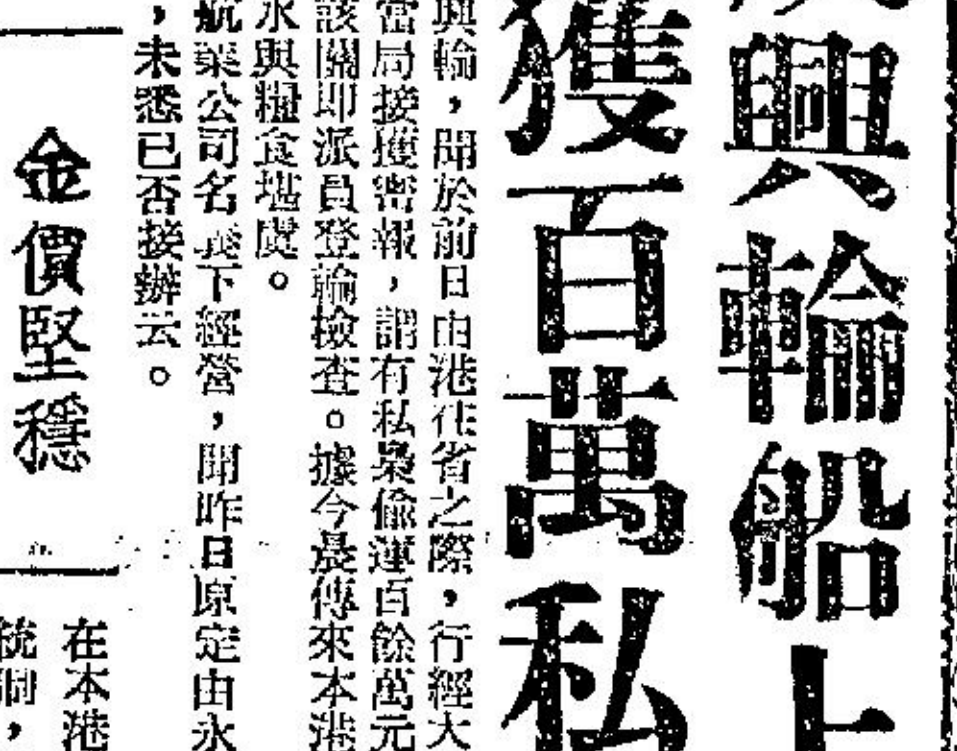 興輪船上
獲百萬私
興輪，聞於前日由港往省之際，行經大
當局接獲密報，謂有私梟偷運百餘萬元
該關即派員登輪檢查。據今晨傳來本港
水與糧食等處。
航業公司名義下經營，聞昨日原定由永
，未悉已否接辦云。
金價堅穩
在本港
統制，